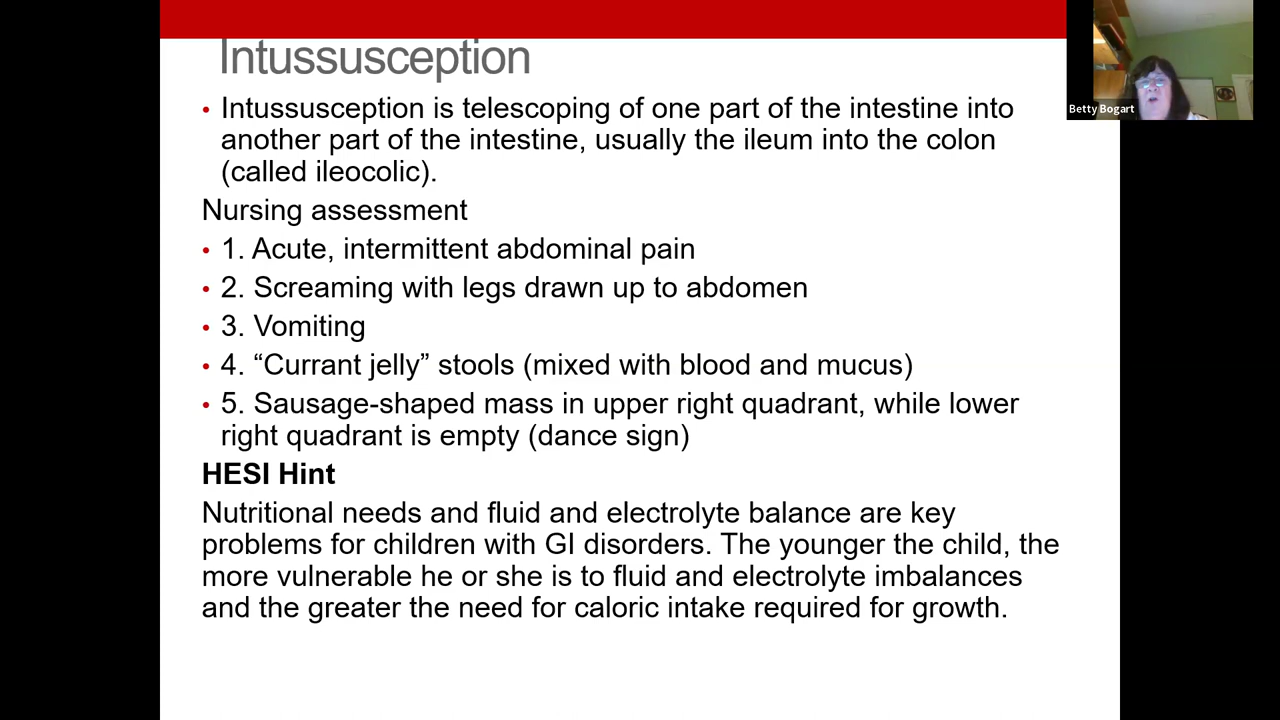 Intussusception
• Intussusception is telescoping of one part of the intestine into
another part of the intestine, usually the ileum into the colon
(called ileocolic).
Nursing assessment
• 1. Acute, intermittent abdominal pain
• 2. Screaming with legs drawn up to abdomen
• 3. Vomiting
• 4. “Currant jelly” stools (mixed with blood and mucus)
• 5. Sausage-shaped mass in upper right quadrant, while lower
right quadrant is empty (dance sign)
HESI Hint
Nutritional needs and fluid and electrolyte balance are key
problems for children with GI disorders. The younger the child, the
more vulnerable he or she is to fluid and electrolyte imbalances
and the greater the need for caloric intake required for growth.
Betty Bogart